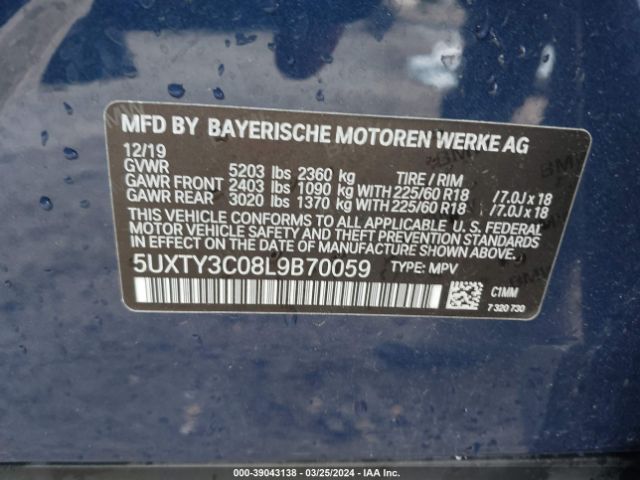 MFD BY BAYERISCHE MOTOREN WERKE AG
12/19
GVWR 5203 lbs 2360 kg TIRE / RIM
GAWR FRONT 2403 lbs 1090 kg WITH 225/60 R18 /7.0J x 18
GAWR REAR 3020 lbs 1370 kg WITH 225/60 R18 /7.0J x 18
THIS VEHICLE CONFORMS TO ALL APPLICABLE U. S. FEDERAL
MOTOR VEHICLE SAFETY, BUMPER, AND THEFT PREVENTION
STANDARDS IN EFFECT ON THE DATE OF MANUFACTURE SHOWN ABOVE.
5UXTY3C08L9B70059 TYPE: MPV
C1MM
7 320 730
000-39043138 - 03/25/2024 - IAA Inc.